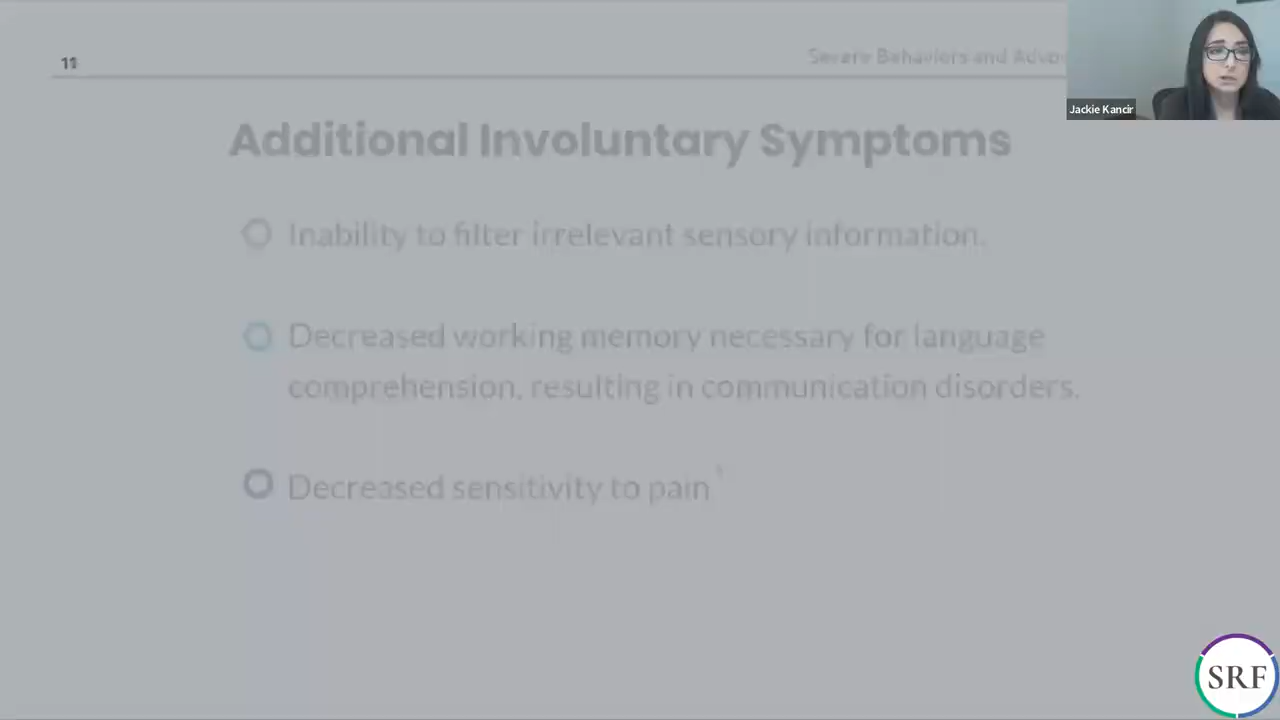 11
Severe Behaviors and
Jackie Kancir
Additional Involuntary Symptoms
Inability to filter irrelevant sensory information.
Decreased working memory necessary for language
comprehension, resulting in communication disorders.
Decreased sensitivity to pain
SRF